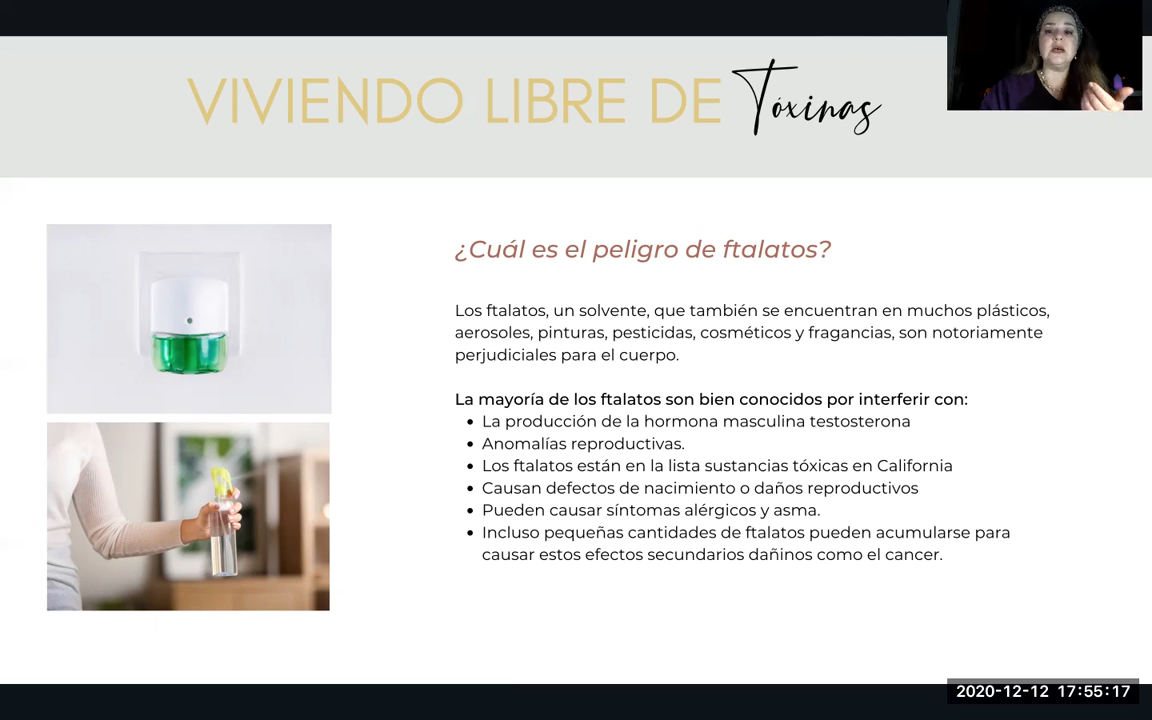 VIVIENDO LIBRE DE Tóxinas
¿Cuál es el peligro de ftalatos?
Los ftalatos, un solvente, que también se encuentran en muchos plásticos,
aerosoles, pinturas, pesticidas, cosméticos y fragancias, son notoriamente
perjudiciales para el cuerpo.
La mayoría de los ftalatos son bien conocidos por interferir con:
• La producción de la hormona masculina testosterona
• Anomalías reproductivas.
• Los ftalatos están en la lista sustancias tóxicas en California
• Causan defectos de nacimiento o daños reproductivos
• Pueden causar síntomas alérgicos y asma.
• Incluso pequeñas cantidades de ftalatos pueden acumularse para
causar estos efectos secundarios dañinos como el cancer.
2020-12-12 17:55:17